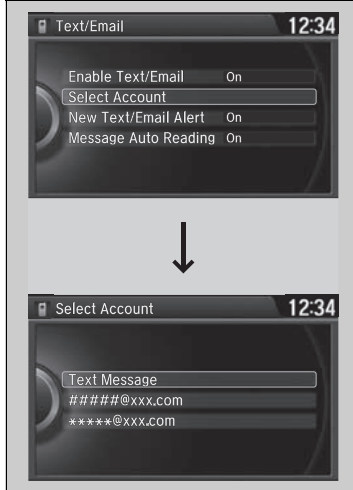 Text/Email 12:34
Enable Text/Email On
Select Account
New Text/Email Alert On
Message Auto Reading On
Select Account 12:34
Text Message
#####@xxx.com
*****@xxx.com